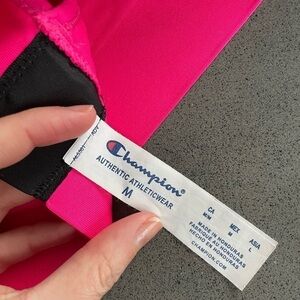 Champion
AUTHENTIC ATHLETICWEAR
M
CA MEX ASIA
M/M M L
MADE IN HONDURAS
FABRIQUÉ AU HONDURAS
HECHO EN HONDURAS
CHAMPION.COM